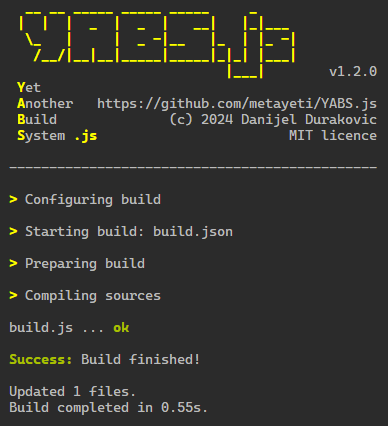 YABS.js
v1.2.0
Yet
Another https://github.com/metayeti/YABS.js
Build (c) 2024 Danijel Durakovic
System .js MIT licence
> Configuring build
> Starting build: build.json
> Preparing build
> Compiling sources
build.js ... ok
Success: Build finished!
Updated 1 files.
Build completed in 0.55s.